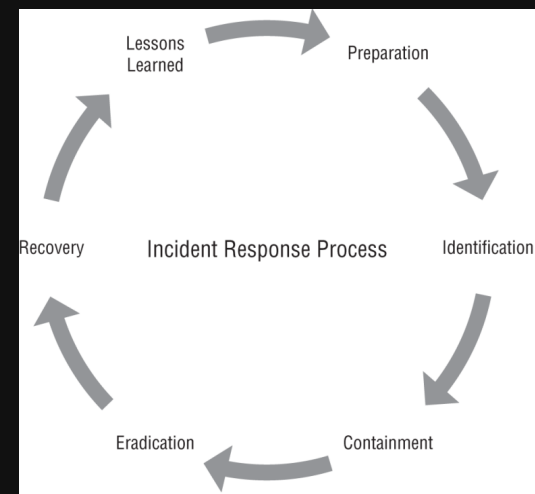 Lessons
Learned
Preparation
Recovery
Incident Response Process
Identification
Eradication
Containment